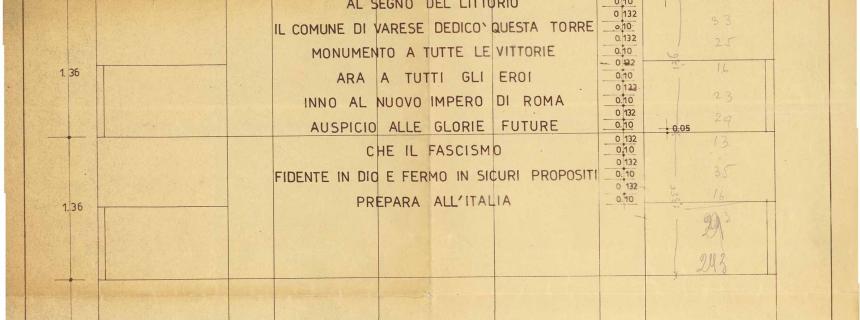 AL SEGNO DEL LITTORIO 0,10
0 132 33
IL COMUNE DI VARESE DEDICO` QUESTA TORRE 0,10
0 132 25
MONUMENTO A TUTTE LE VITTORIE 0,10
0 132 16
1.36 ARA A TUTTI GLI EROI 0,10
0 132
INNO AL NUOVO IMPERO DI ROMA 0,10 23
0 132 29
AUSPICIO ALLE GLORIE FUTURE 0,10 0.05
0 132 13
CHE IL FASCISMO 0,10
0 132 35
FIDENTE IN DIO E FERMO IN SICURI PROPOSITI 0,10
0 132 16
1.36 PREPARA ALL'ITALIA 0,10
243